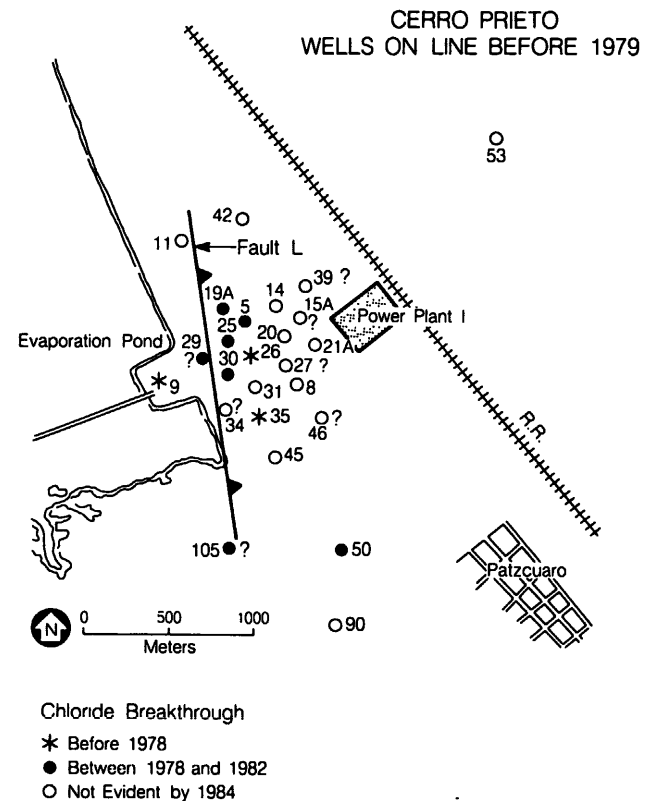 CERRO PRIETO
WELLS ON LINE BEFORE 1979
53
42
11
Fault L
39 ?
19A
14
15A
5
?
Power Plant I
25
20
Evaporation Pond
29
26
21A
?
30
27 ?
9
31
8
?
34
35
46
?
45
R.R.
105
?
50
Patzcuaro
90
N
0 500 1000
Meters
Chloride Breakthrough
Before 1978
Between 1978 and 1982
Not Evident by 1984